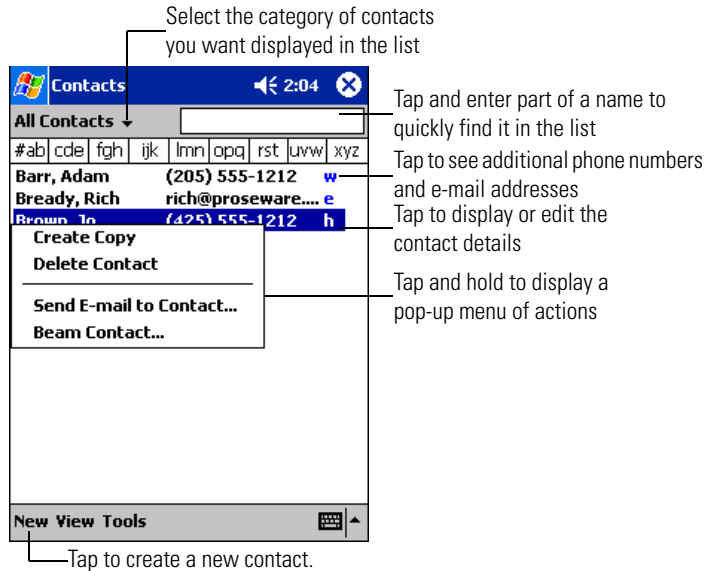 Select the category of contacts
you want displayed in the list
Contacts 2:04
All Contacts
Tap and enter part of a name to
quickly find it in the list
#ab cde fgh ijk lmn opq rst uvw xyz
Barr, Adam (205) 555-1212 w
Tap to see additional phone numbers
and e-mail addresses
Bready, Rich rich@proseware.... e
Brown, Jo (425) 555-1212 h
Tap to display or edit the
contact details
Create Copy
Delete Contact
Send E-mail to Contact...
Beam Contact...
Tap and hold to display a
pop-up menu of actions
New View Tools
Tap to create a new contact.